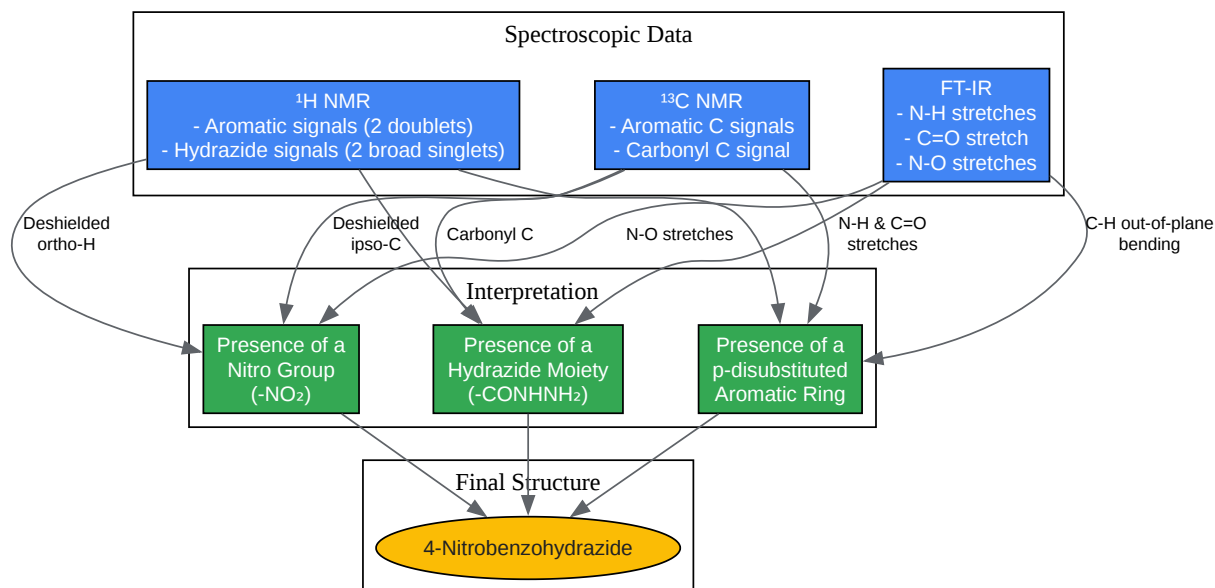 Spectroscopic Data
¹H NMR
- Aromatic signals (2 doublets)
- Hydrazide signals (2 broad singlets)
¹³C NMR
- Aromatic C signals
- Carbonyl C signal
FT-IR
- N-H stretches
- C=O stretch
- N-O stretches
Deshielded
ortho-H
Deshielded
ipso-C
Carbonyl C
N-O stretches
N-H & C=O
stretches
C-H out-of-plane
bending
Interpretation
Presence of a
Nitro Group
(-NO₂)
Presence of a
Hydrazide Moiety
(-CONHNH₂)
Presence of a
p-disubstituted
Aromatic Ring
Final Structure
4-Nitrobenzohydrazide